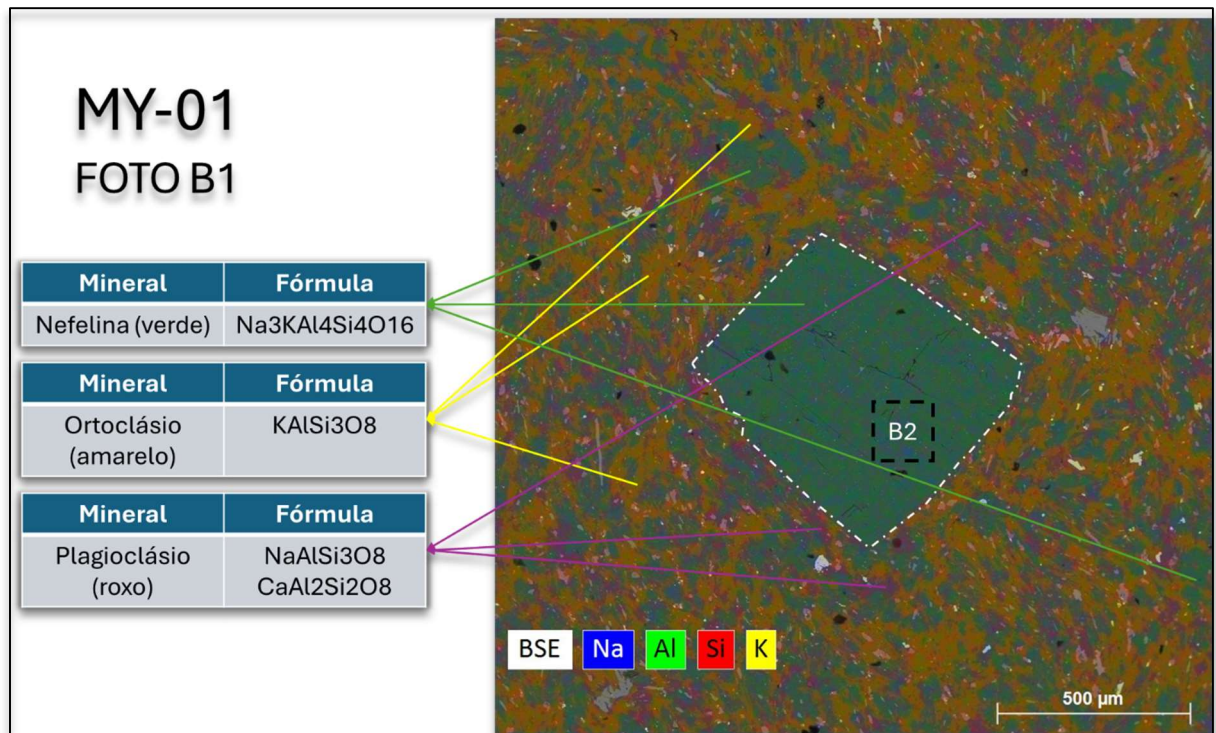 MY-01
FOTO B1
Mineral Fórmula
Nefelina (verde) Na3KAl4Si4O16
Mineral Fórmula
Ortoclásio KAlSi3O8
(amarelo)
Mineral Fórmula
Plagioclásio NaAlSi3O8
(roxo) CaAl2Si2O8
B2
BSE Na Al Si K
500 µm